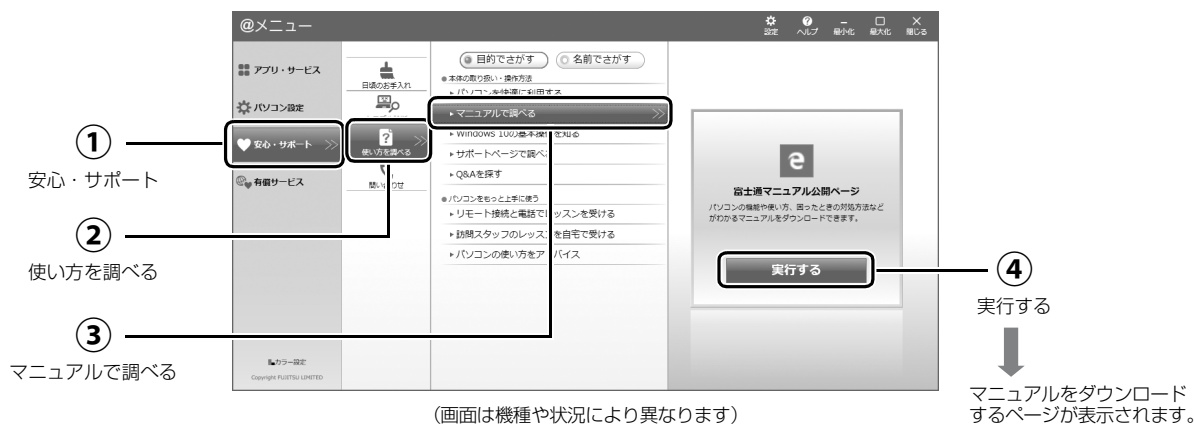 @メニュー
設定
ヘルプ
最小化
最大化
閉じる
アプリ・サービス
パソコン設定
安心・サポート
有償サービス
カラー設定
Copyright FUJITSU LIMITED
日頃のお手入れ
使い方を調べる
目的でさがす
名前でさがす
本体の取り扱い・操作方法
パソコンを快適に利用する
マニュアルで調べる
Windows 10の基本操
を知る
サポートページで調べ
Q&Aを探す
パソコンをもっと上手に使う
リモート接続と電話で
ッスンを受ける
訪問スタッフのレッス
を自宅で受ける
パソコンの使い方をア
バイス
富士通マニュアル公開ページ
パソコンの機能や使い方、困ったときの対処方法など
がわかるマニュアルをダウンロードできます。
実行する
①
安心・サポート
②
使い方を調べる
③
マニュアルで調べる
④
実行する
マニュアルをダウンロード
するページが表示されます。
(画面は機種や状況により異なります)